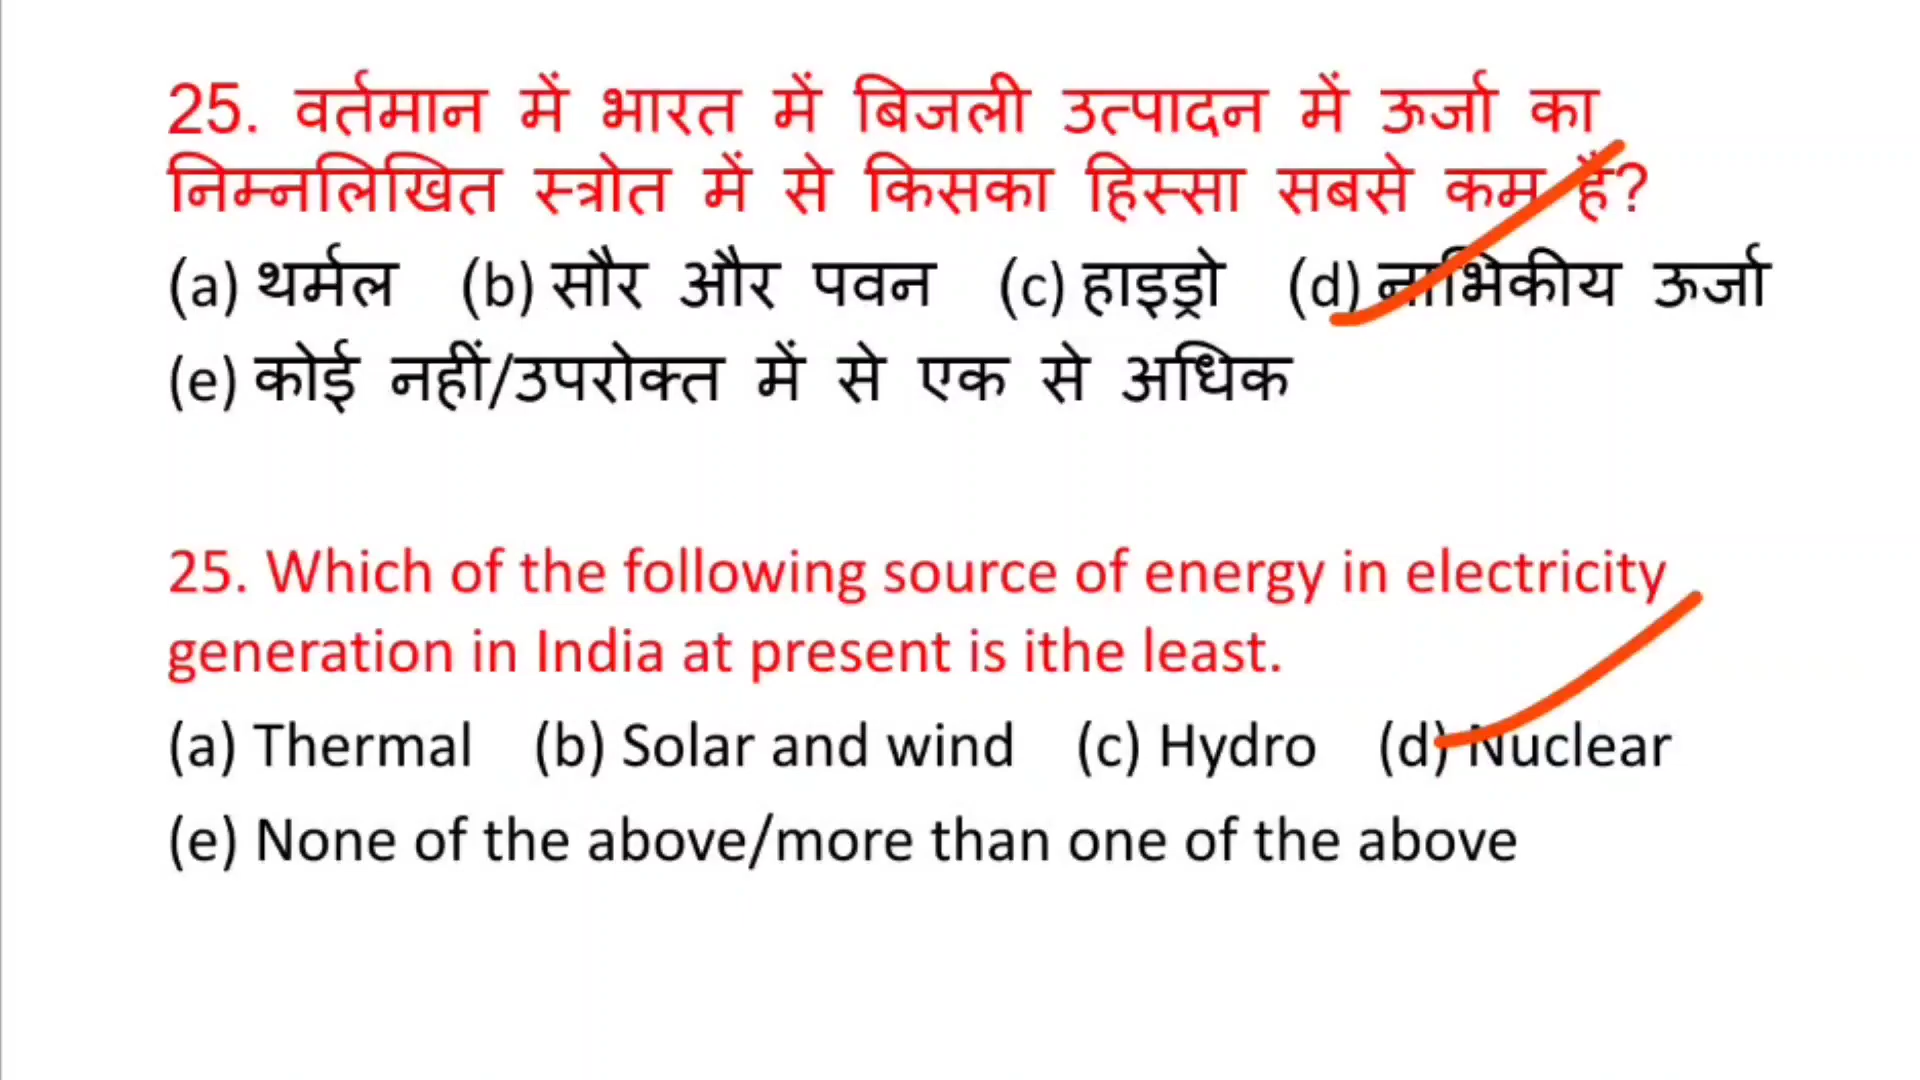 25. वर्तमान में भारत में बिजली उत्पादन में ऊर्जा का
निम्नलिखित स्त्रोत में से किसका हिस्सा सबसे कम हैं?
(a) थर्मल (b) सौर और पवन (c) हाइड्रो (d) नाभिकीय ऊर्जा
(e) कोई नहीं/उपरोक्त में से एक से अधिक
25. Which of the following source of energy in electricity
generation in India at present is ithe least.
(a) Thermal (b) Solar and wind (c) Hydro (d) Nuclear
(e) None of the above/more than one of the above